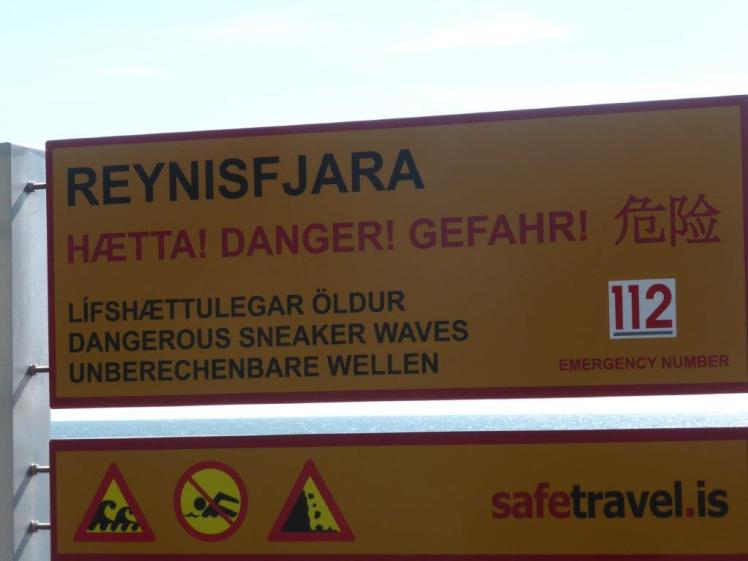 REYNISFJARA
HÆTTA! DANGER! GEFAHR! 危险
LÍFSHÆTTULEGAR ÖLDUR
DANGEROUS SNEAKER WAVES
UNBERECHENBARE WELLEN
112
EMERGENCY NUMBER
safetravel.is